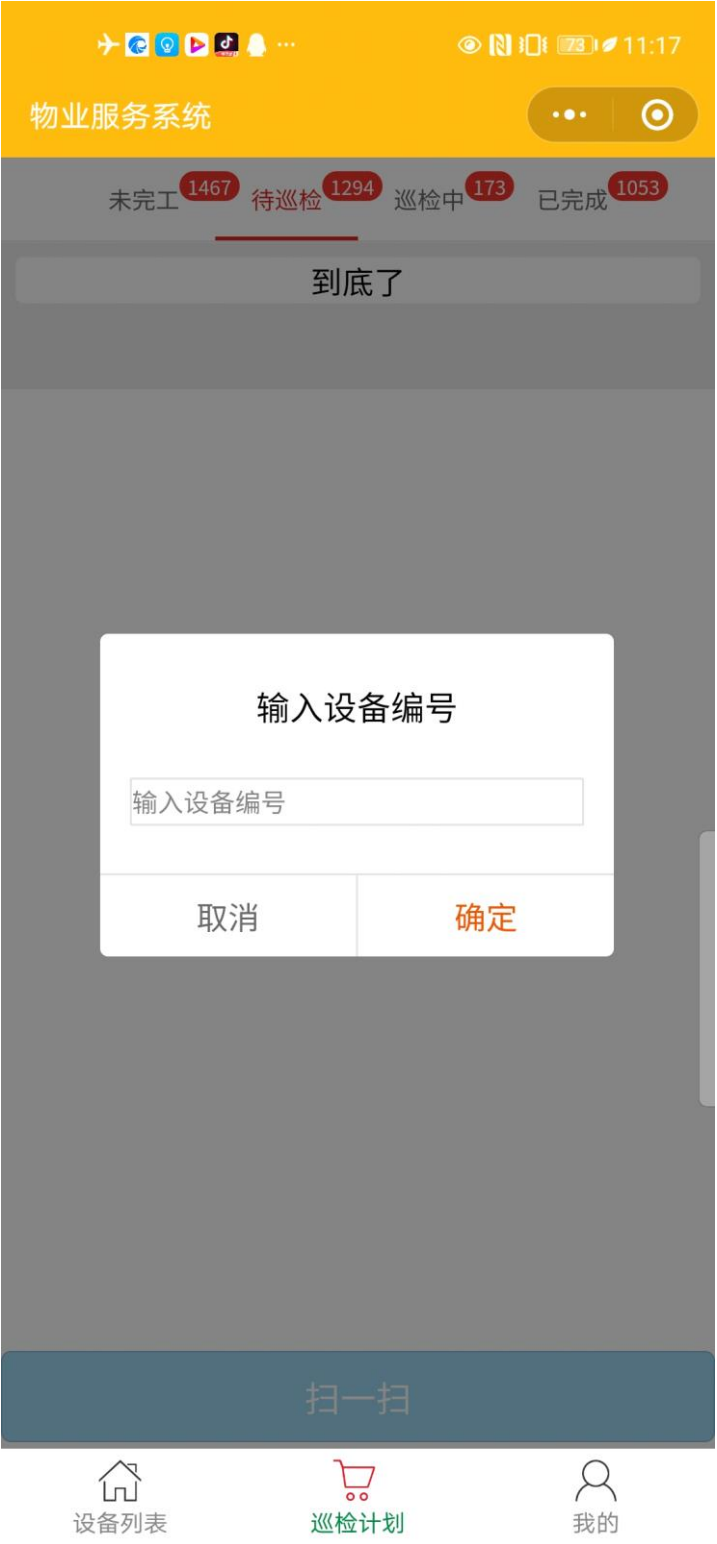 73 11:17
物业服务系统
未完工 1467 待巡检 1294 巡检中 173 已完成 1053
到底了
输入设备编号
输入设备编号
取消 确定
扫一扫
设备列表 巡检计划 我的